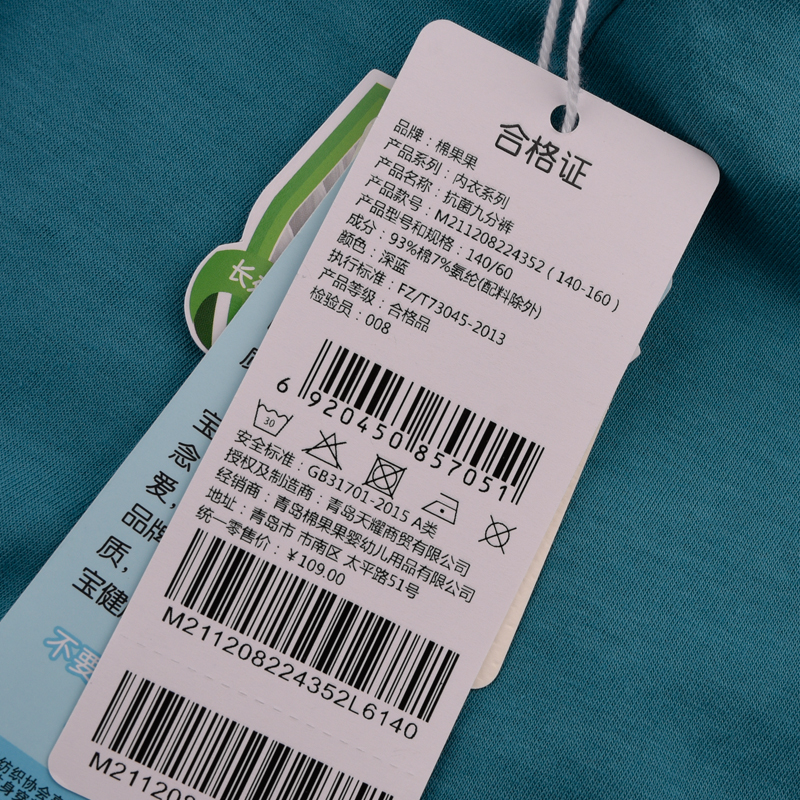 合格证
品牌：棉果果
产品系列：内衣系列
产品名称：抗菌九分裤
产品款号：M211208224352（140-160）
产品型号和规格：140/60
成分：93%棉7%氨纶(配料除外)
颜色：深蓝
执行标准：FZ/T73045-2013
产品等级：合格品
检验员：008
6 920450 857051
30
安全标准：GB31701-2015 A类
授权及制造商：青岛天耀商贸有限公司
经销商：青岛棉果果婴幼儿用品有限公司
地址：青岛市 市南区 太平路51号
统一零售价：￥109.00
M211208224352L6140
M211208
长
宝
念
爱，
品牌
质，
宝健
不要
纺织协会